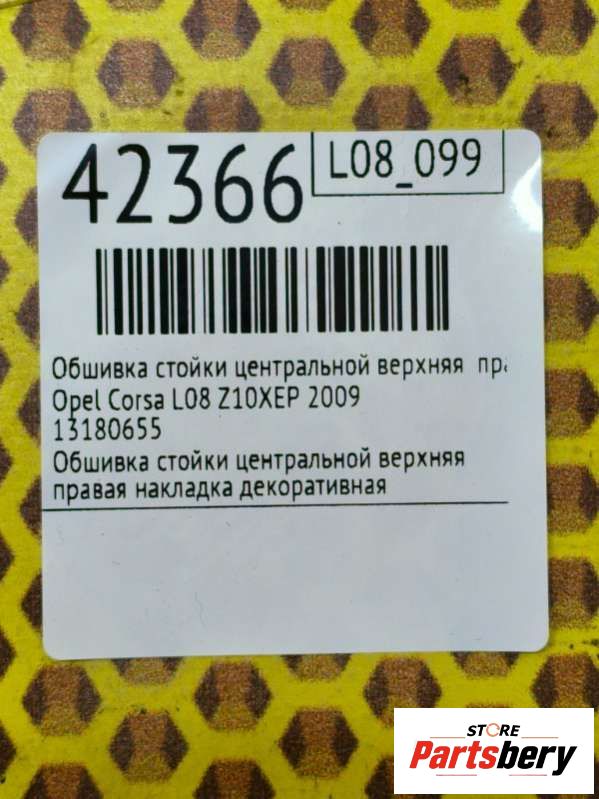 42366
L08_099
Обшивка стойки центральной верхняя
Opel Corsa L08 Z10XEP 2009
13180655
Обшивка стойки центральной верхняя
правая накладка декоративная
STORE
Partsbery